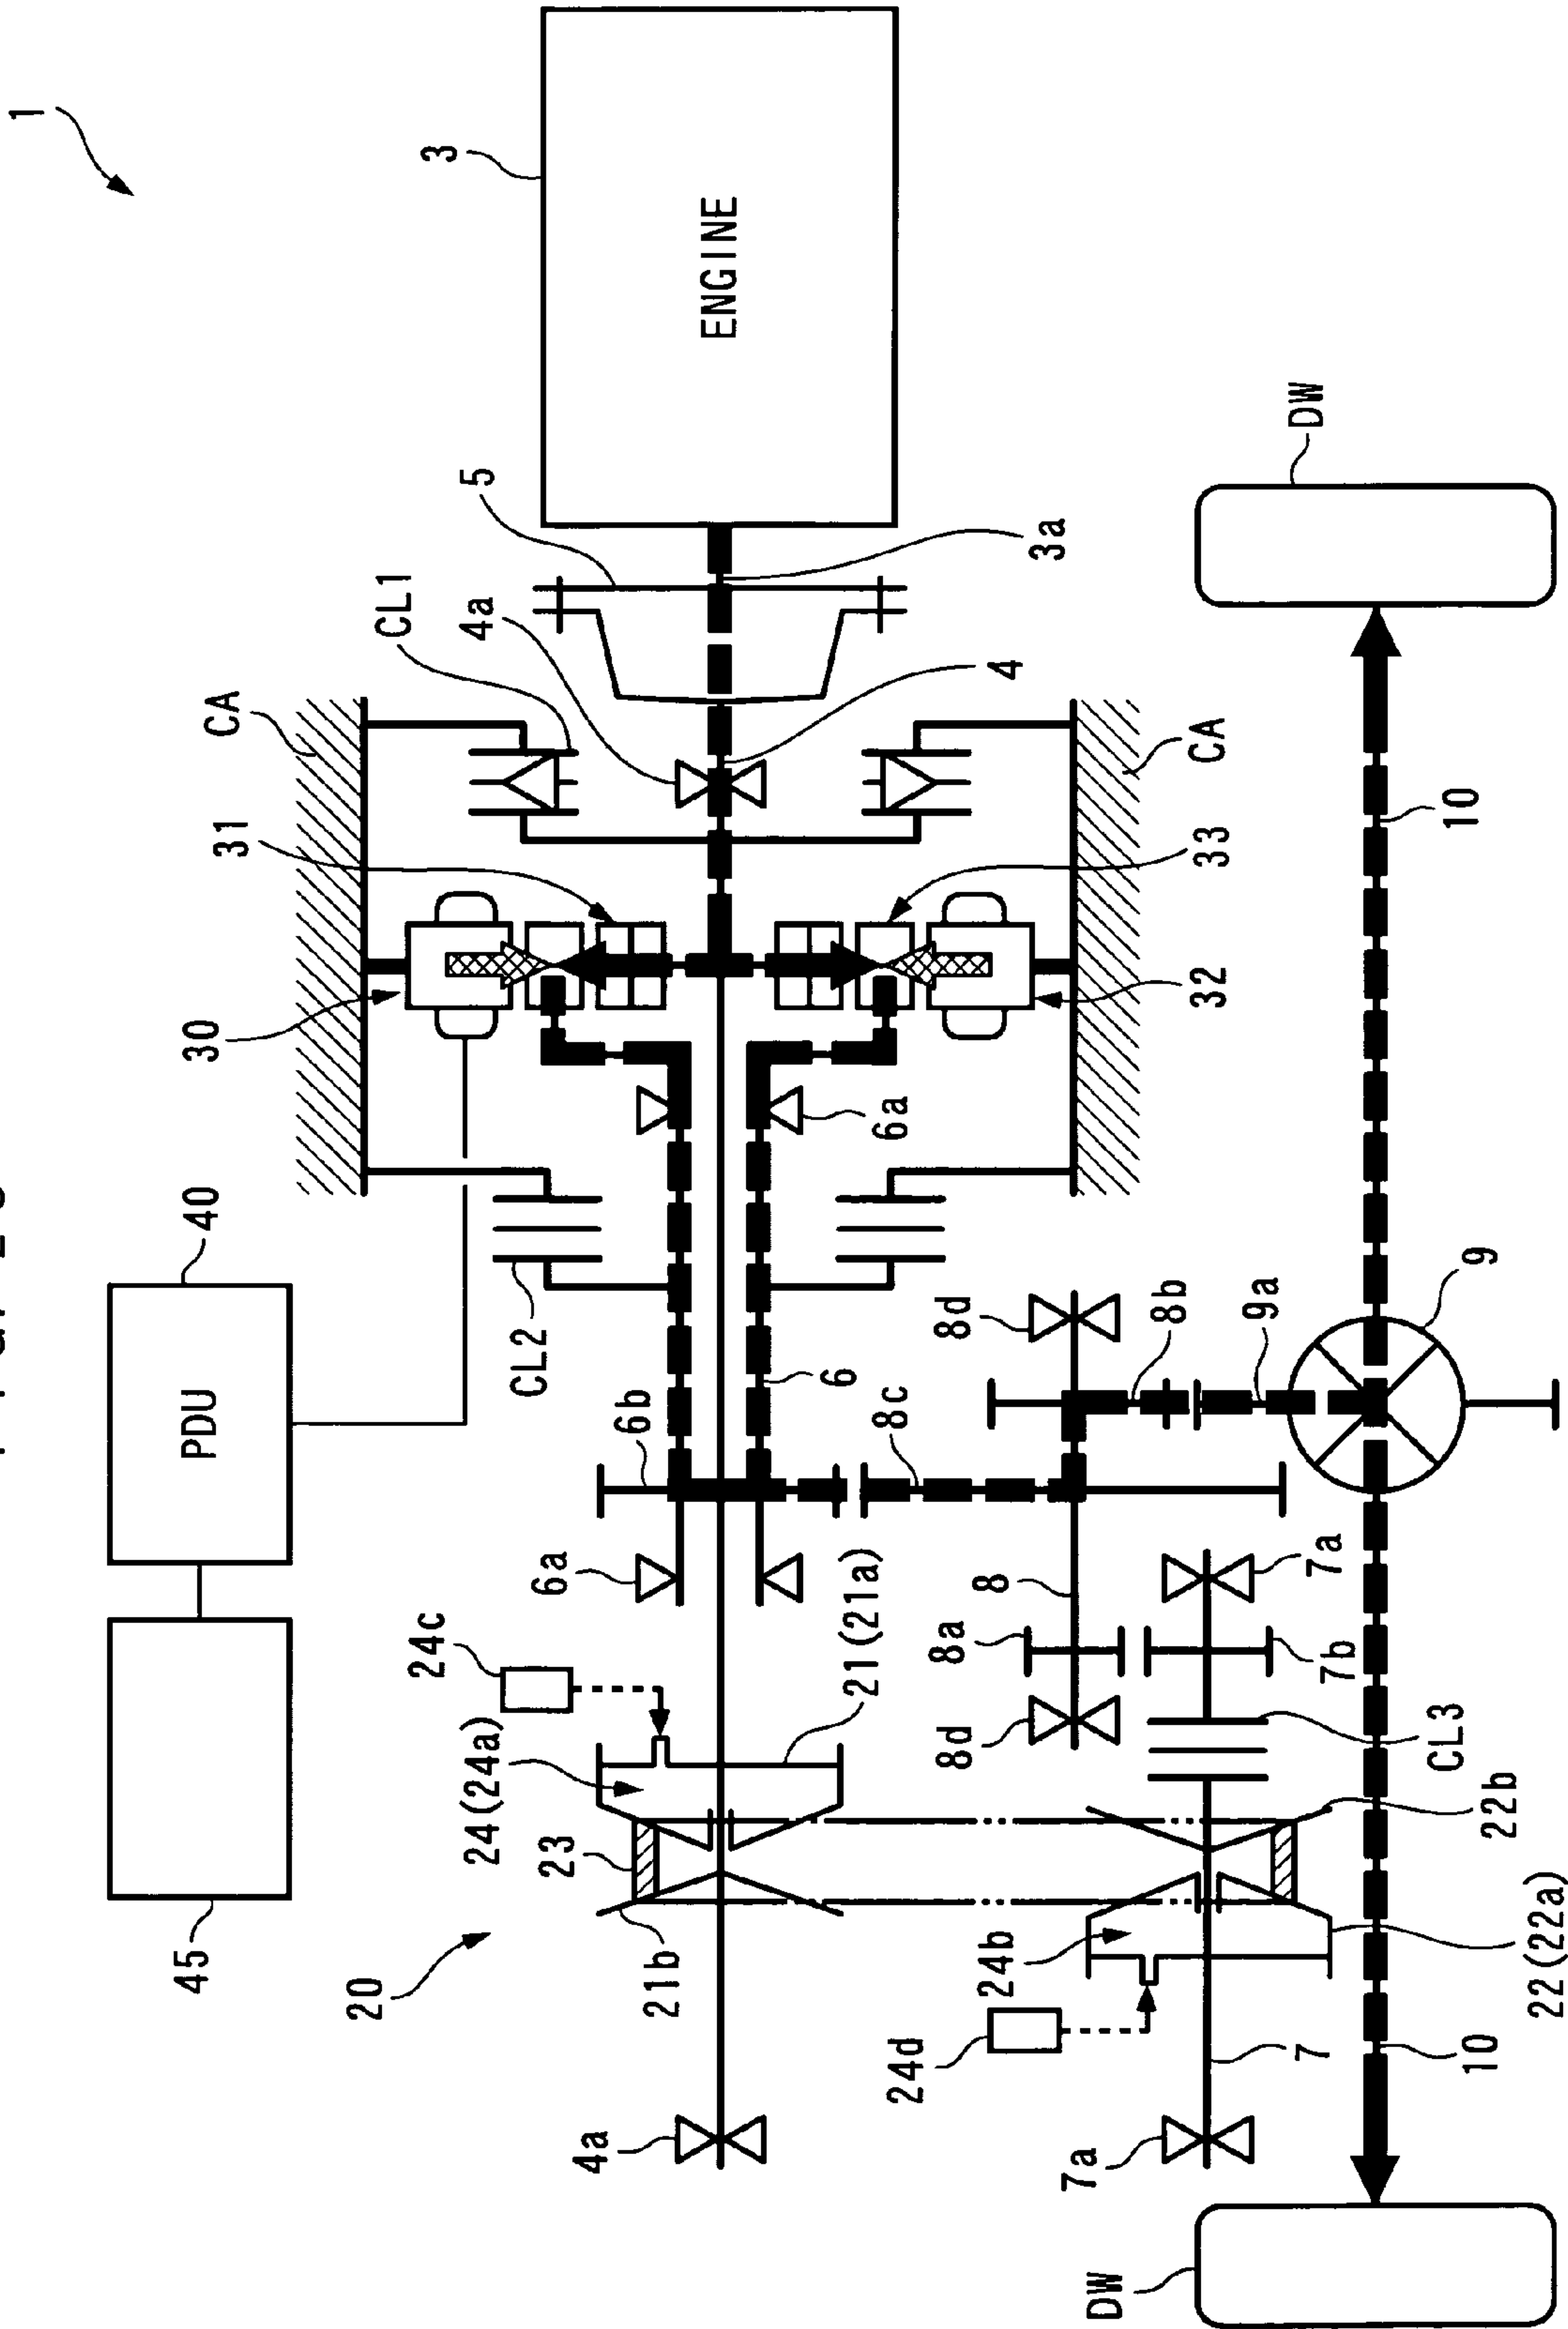 1
3
ENGINE
CA
5
CL1
4a
3a
4
31
CA
33
30
32
DW
10
40
PDU
6a
CL2
8d
8b
9a
9
6b
6
8c
45
24c
6a
24(24a)
21(21a)
8
8a
7a
7b
8d
CL3
20
23
21b
24b
22b
22(22a)
24d
7
10
4a
7a
DW